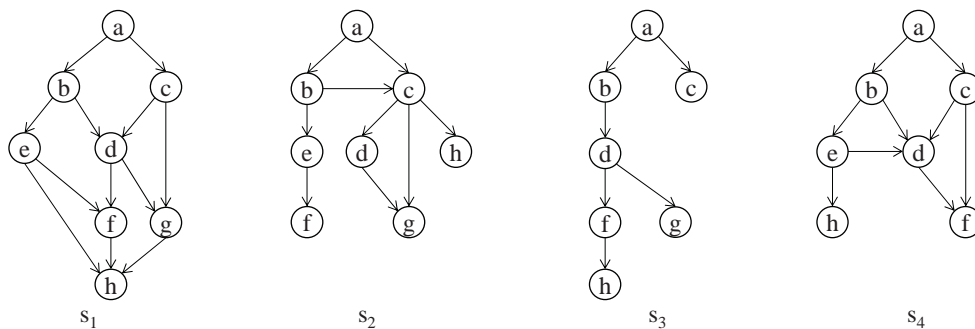 a a a a
b c b c b c b c
e d e d h d e d
f g f g f g h f
h h
s1 s2 s3 s4